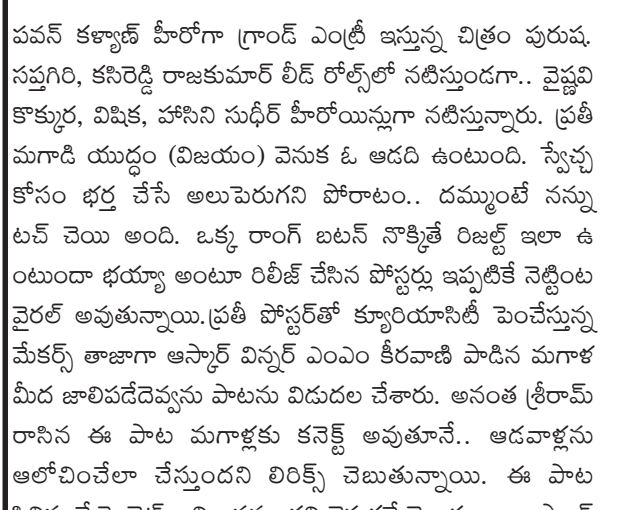 పవన్ కళ్యాణ్ హీరోగా గ్రాండ్ ఎంట్రీ ఇస్తున్న చిత్రం పురుష.
సప్తగిరి, కసిరెడ్డి రాజకుమార్ లీడ్ రోల్స్‌లో నటిస్తుండగా.. వైష్ణవి
కొక్కుర, విషిక, హాసిని సుధీర్ హీరోయిన్లుగా నటిస్తున్నారు. ప్రతీ
మగాడి యుద్ధం (విజయం) వెనుక ఓ ఆడది ఉంటుంది. స్వేచ్ఛ
కోసం భర్త చేసే అలుపెరుగని పోరాటం.. దమ్ముంటే నన్ను
టచ్ చెయి అంది. ఒక్క రాంగ్ బటన్ నొక్కితే రిజల్ట్ ఇలా ఉ
ంటుందా భయ్యా అంటూ రిలీజ్ చేసిన పోస్టర్లు ఇప్పటికే నెట్టింట
వైరల్ అవుతున్నాయి.ప్రతీ పోస్టర్‌తో క్యూరియాసిటీ పెంచేస్తున్న
మేకర్స్ తాజాగా ఆస్కార్ విన్నర్ ఎంఎం కీరవాణి పాడిన మగాళ
మీద జాలిపడేదెవ్వను పాటను విడుదల చేశారు. అనంత శ్రీరామ్
రాసిన ఈ పాట మగాళ్లకు కనెక్ట్ అవుతూనే.. ఆడవాళ్లను
ఆలోచించేలా చేస్తుందని లిరిక్స్ చెబుతున్నాయి. ఈ పాట